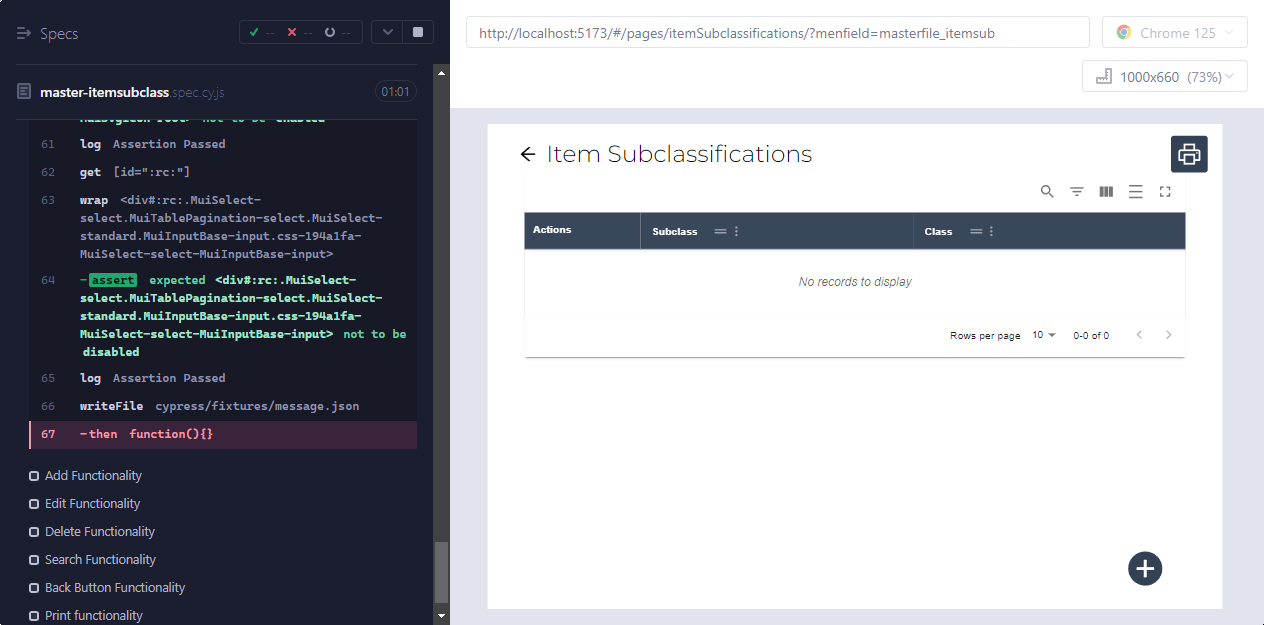 Specs
--
--
--
master-itemsubclass.spec.cy.js
01:01
MuiSvgIcon-root> not to be enabled
61 log Assertion Passed
62 get [id=":rc:"]
63 wrap <div#:rc:.MuiSelect-
select.MuiTablePagination-select.MuiSelect-
standard.MuiInputBase-input.css-194a1fa-
MuiSelect-select-MuiInputBase-input>
64 -assert expected <div#:rc:.MuiSelect-
select.MuiTablePagination-select.MuiSelect-
standard.MuiInputBase-input.css-194a1fa-
MuiSelect-select-MuiInputBase-input> not to be
disabled
65 log Assertion Passed
66 writeFile cypress/fixtures/message.json
67 -then function(){}
Add Functionality
Edit Functionality
Delete Functionality
Search Functionality
Back Button Functionality
Print functionality
http://localhost:5173/#/pages/itemSubclassifications/?menfield=masterfile_itemsub
Chrome 125
1000x660 (73%)
Item Subclassifications
Actions Subclass Class
No records to display
Rows per page 10 0-0 of 0